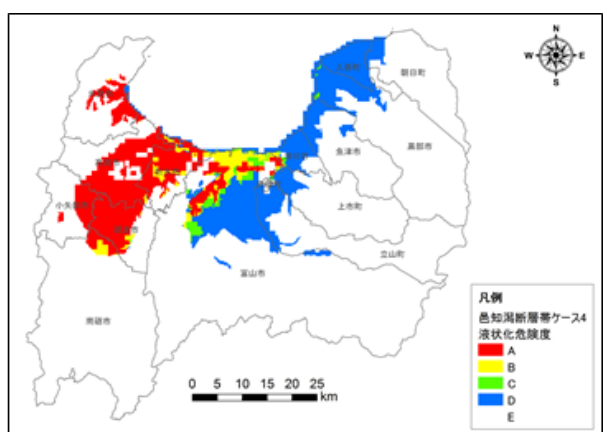 N
W E
S
入善町
朝日町
黒部市
魚津市
上市町
立山町
富山市
小矢部市
南砺市
凡例
邑知潟断層帯ケース4
液状化危険度
A
B
C
D
E
0 5 10 15 20 25
km